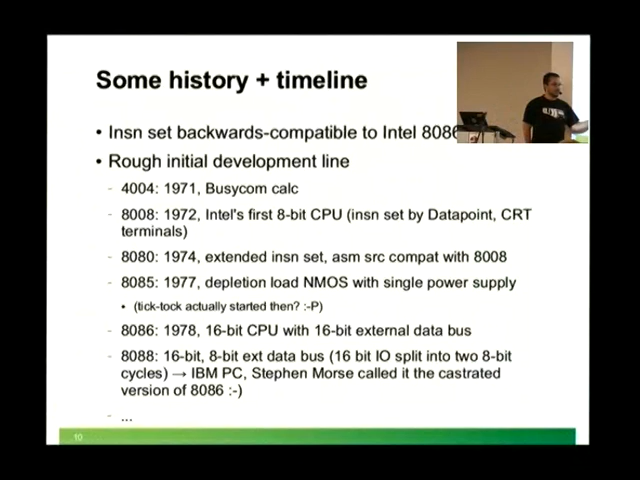 Some history + timeline
• Insn set backwards-compatible to Intel 8086
• Rough initial development line
- 4004: 1971, Busycom calc
- 8008: 1972, Intel's first 8-bit CPU (insn set by Datapoint, CRT
terminals)
- 8080: 1974, extended insn set, asm src compat with 8008
- 8085: 1977, depletion load NMOS with single power supply
• (tick-tock actually started then? :-P)
- 8086: 1978, 16-bit CPU with 16-bit external data bus
- 8088: 16-bit, 8-bit ext data bus (16 bit IO split into two 8-bit
cycles) → IBM PC, Stephen Morse called it the castrated
version of 8086 :-)
- ...
10